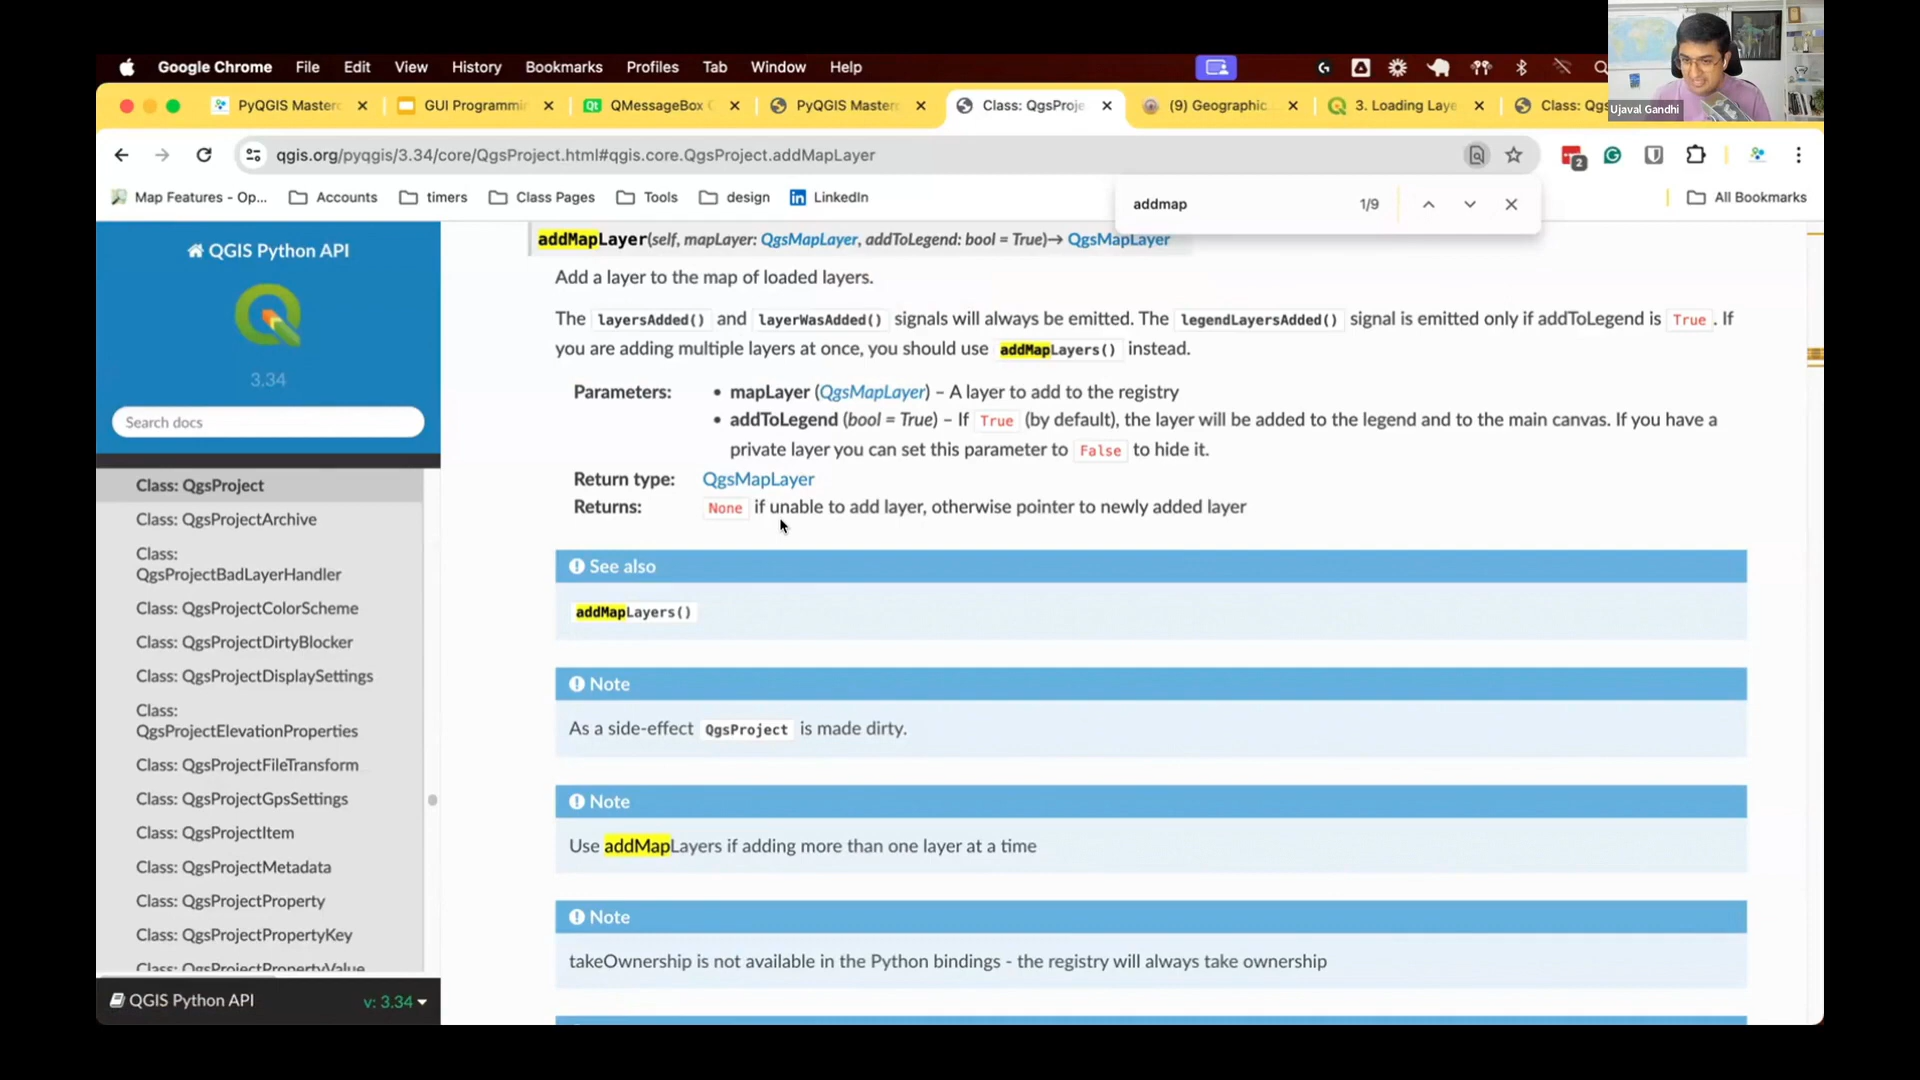 Google Chrome File Edit View History Bookmarks Profiles Tab Window Help
Ujaval Gandhi
PyQGIS Master
GUI Programmin
QMessageBox
PyQGIS Master
Class: QgsProje
(9) Geographic
3. Loading Laye
Class: Qgs
qgis.org/pyqgis/3.34/core/QgsProject.html#qgis.core.QgsProject.addMapLayer
2
Map Features - Op...
Accounts
timers
Class Pages
Tools
design
LinkedIn
All Bookmarks
addmap 1/9
QGIS Python API
3.34
Search docs
Class: QgsProject
Class: QgsProjectArchive
Class:
QgsProjectBadLayerHandler
Class: QgsProjectColorScheme
Class: QgsProjectDirtyBlocker
Class: QgsProjectDisplaySettings
Class:
QgsProjectElevationProperties
Class: QgsProjectFileTransform
Class: QgsProjectGpsSettings
Class: QgsProjectItem
Class: QgsProjectMetadata
Class: QgsProjectProperty
Class: QgsProjectPropertyKey
Class: QgsProjectPropertyValue
QGIS Python API v: 3.34
addMapLayer(self, mapLayer: QgsMapLayer, addToLegend: bool = True)→ QgsMapLayer
Add a layer to the map of loaded layers.
The layersAdded() and layerWasAdded() signals will always be emitted. The legendLayersAdded() signal is emitted only if addToLegend is True. If
you are adding multiple layers at once, you should use addMapLayers() instead.
Parameters: • mapLayer (QgsMapLayer) – A layer to add to the registry
• addToLegend (bool = True) – If True (by default), the layer will be added to the legend and to the main canvas. If you have a
private layer you can set this parameter to False to hide it.
Return type: QgsMapLayer
Returns: None if unable to add layer, otherwise pointer to newly added layer
See also
addMapLayers()
Note
As a side-effect QgsProject is made dirty.
Note
Use addMapLayers if adding more than one layer at a time
Note
takeOwnership is not available in the Python bindings - the registry will always take ownership